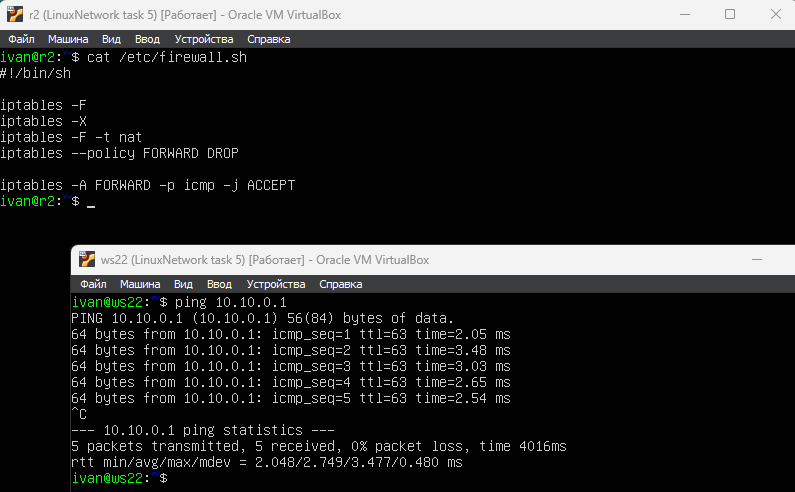 r2 (LinuxNetwork task 5) [Работает] - Oracle VM VirtualBox
Файл Машина Вид Ввод Устройства Справка
ivan@r2:~$ cat /etc/firewall.sh
#!/bin/sh
iptables -F
iptables -X
iptables -F -t nat
iptables --policy FORWARD DROP
iptables -A FORWARD -p icmp -j ACCEPT
ivan@r2:~$ _
ws22 (LinuxNetwork task 5) [Работает] - Oracle VM VirtualBox
Файл Машина Вид Ввод Устройства Справка
ivan@ws22:~$ ping 10.10.0.1
PING 10.10.0.1 (10.10.0.1) 56(84) bytes of data.
64 bytes from 10.10.0.1: icmp_seq=1 ttl=63 time=2.05 ms
64 bytes from 10.10.0.1: icmp_seq=2 ttl=63 time=3.48 ms
64 bytes from 10.10.0.1: icmp_seq=3 ttl=63 time=3.03 ms
64 bytes from 10.10.0.1: icmp_seq=4 ttl=63 time=2.65 ms
64 bytes from 10.10.0.1: icmp_seq=5 ttl=63 time=2.54 ms
^C
--- 10.10.0.1 ping statistics ---
5 packets transmitted, 5 received, 0% packet loss, time 4016ms
rtt min/avg/max/mdev = 2.048/2.749/3.477/0.480 ms
ivan@ws22:~$